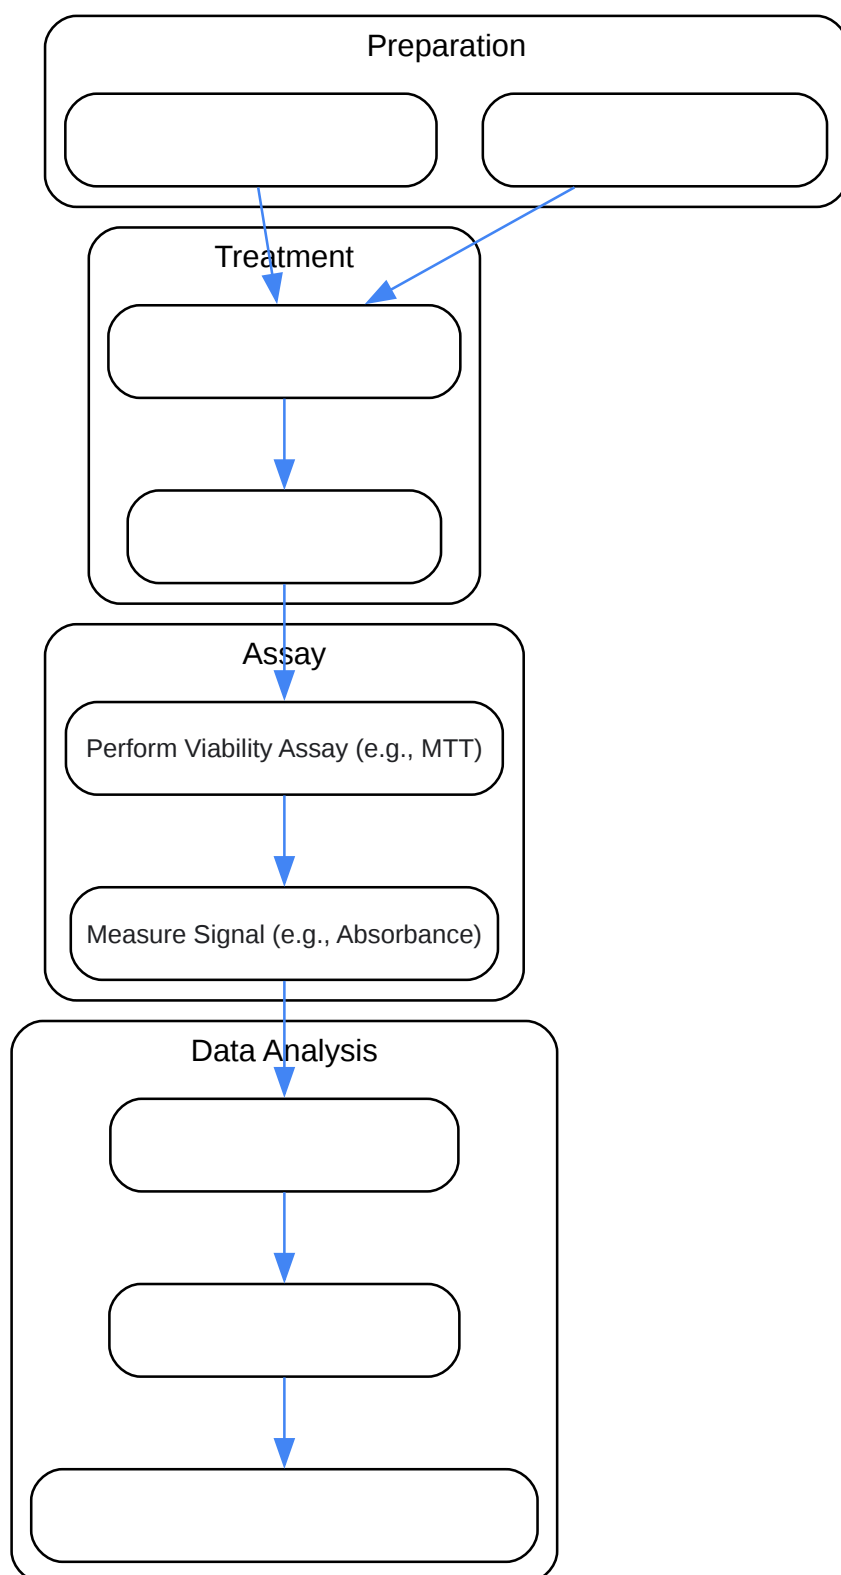 Preparation
Treatment
Assay
Perform Viability Assay (e.g., MTT)
Measure Signal (e.g., Absorbance)
Data Analysis